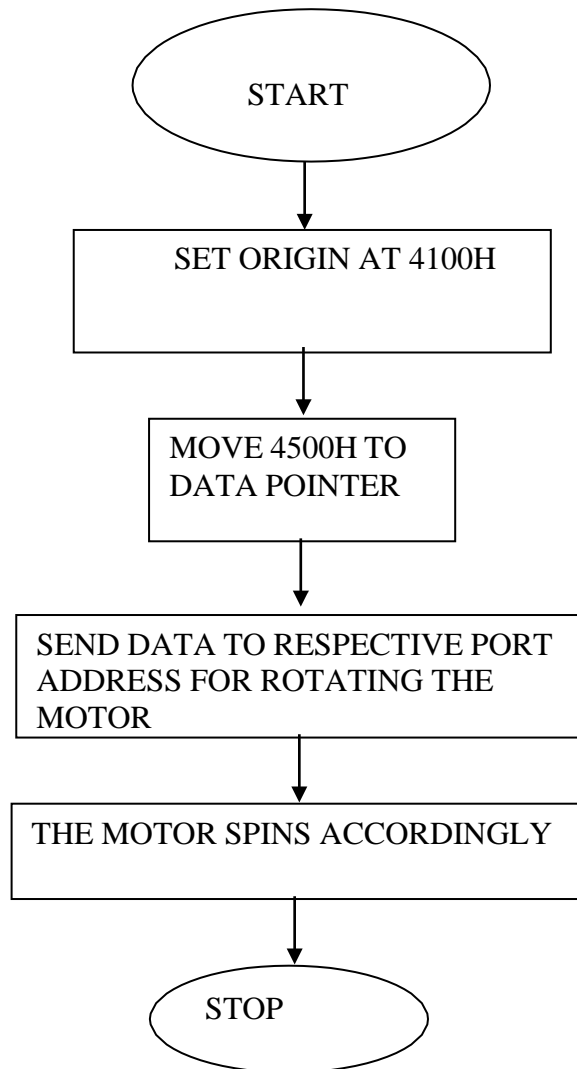 START
SET ORIGIN AT 4100H
MOVE 4500H TO
DATA POINTER
SEND DATA TO RESPECTIVE PORT
ADDRESS FOR ROTATING THE
MOTOR
THE MOTOR SPINS ACCORDINGLY
STOP